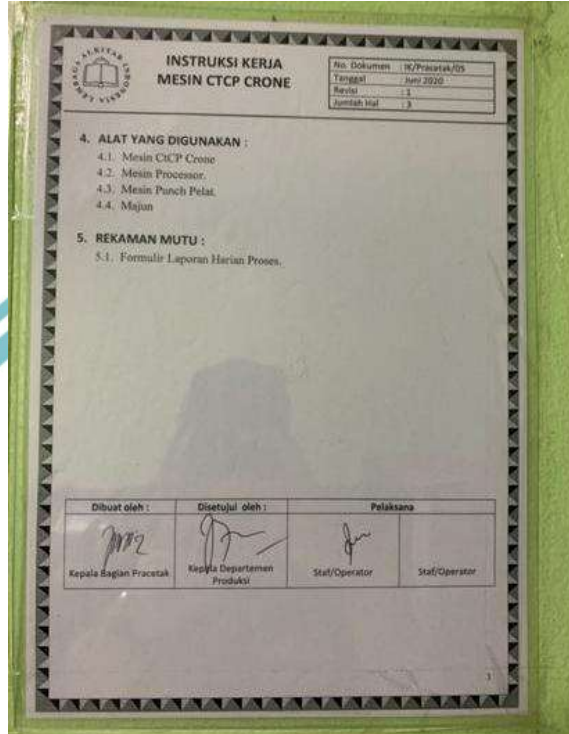 LEMBAGA ALKITAB INDONESIA
INSTRUKSI KERJA
MESIN CTCP CRONE
No. Dokumen : IK/Pracetak/05
Tanggal : Juni 2020
Revisi : 1
Jumlah Hal : 3
4. ALAT YANG DIGUNAKAN :
4.1. Mesin CtCP Crone
4.2. Mesin Processor.
4.3. Mesin Punch Pelat.
4.4. Majun
5. REKAMAN MUTU :
5.1. Formulir Laporan Harian Proses.
Dibuat oleh : Disetujui oleh : Pelaksana
Kepala Bagian Pracetak Kepala Departemen Staf/Operator Staf/Operator
Produksi
3